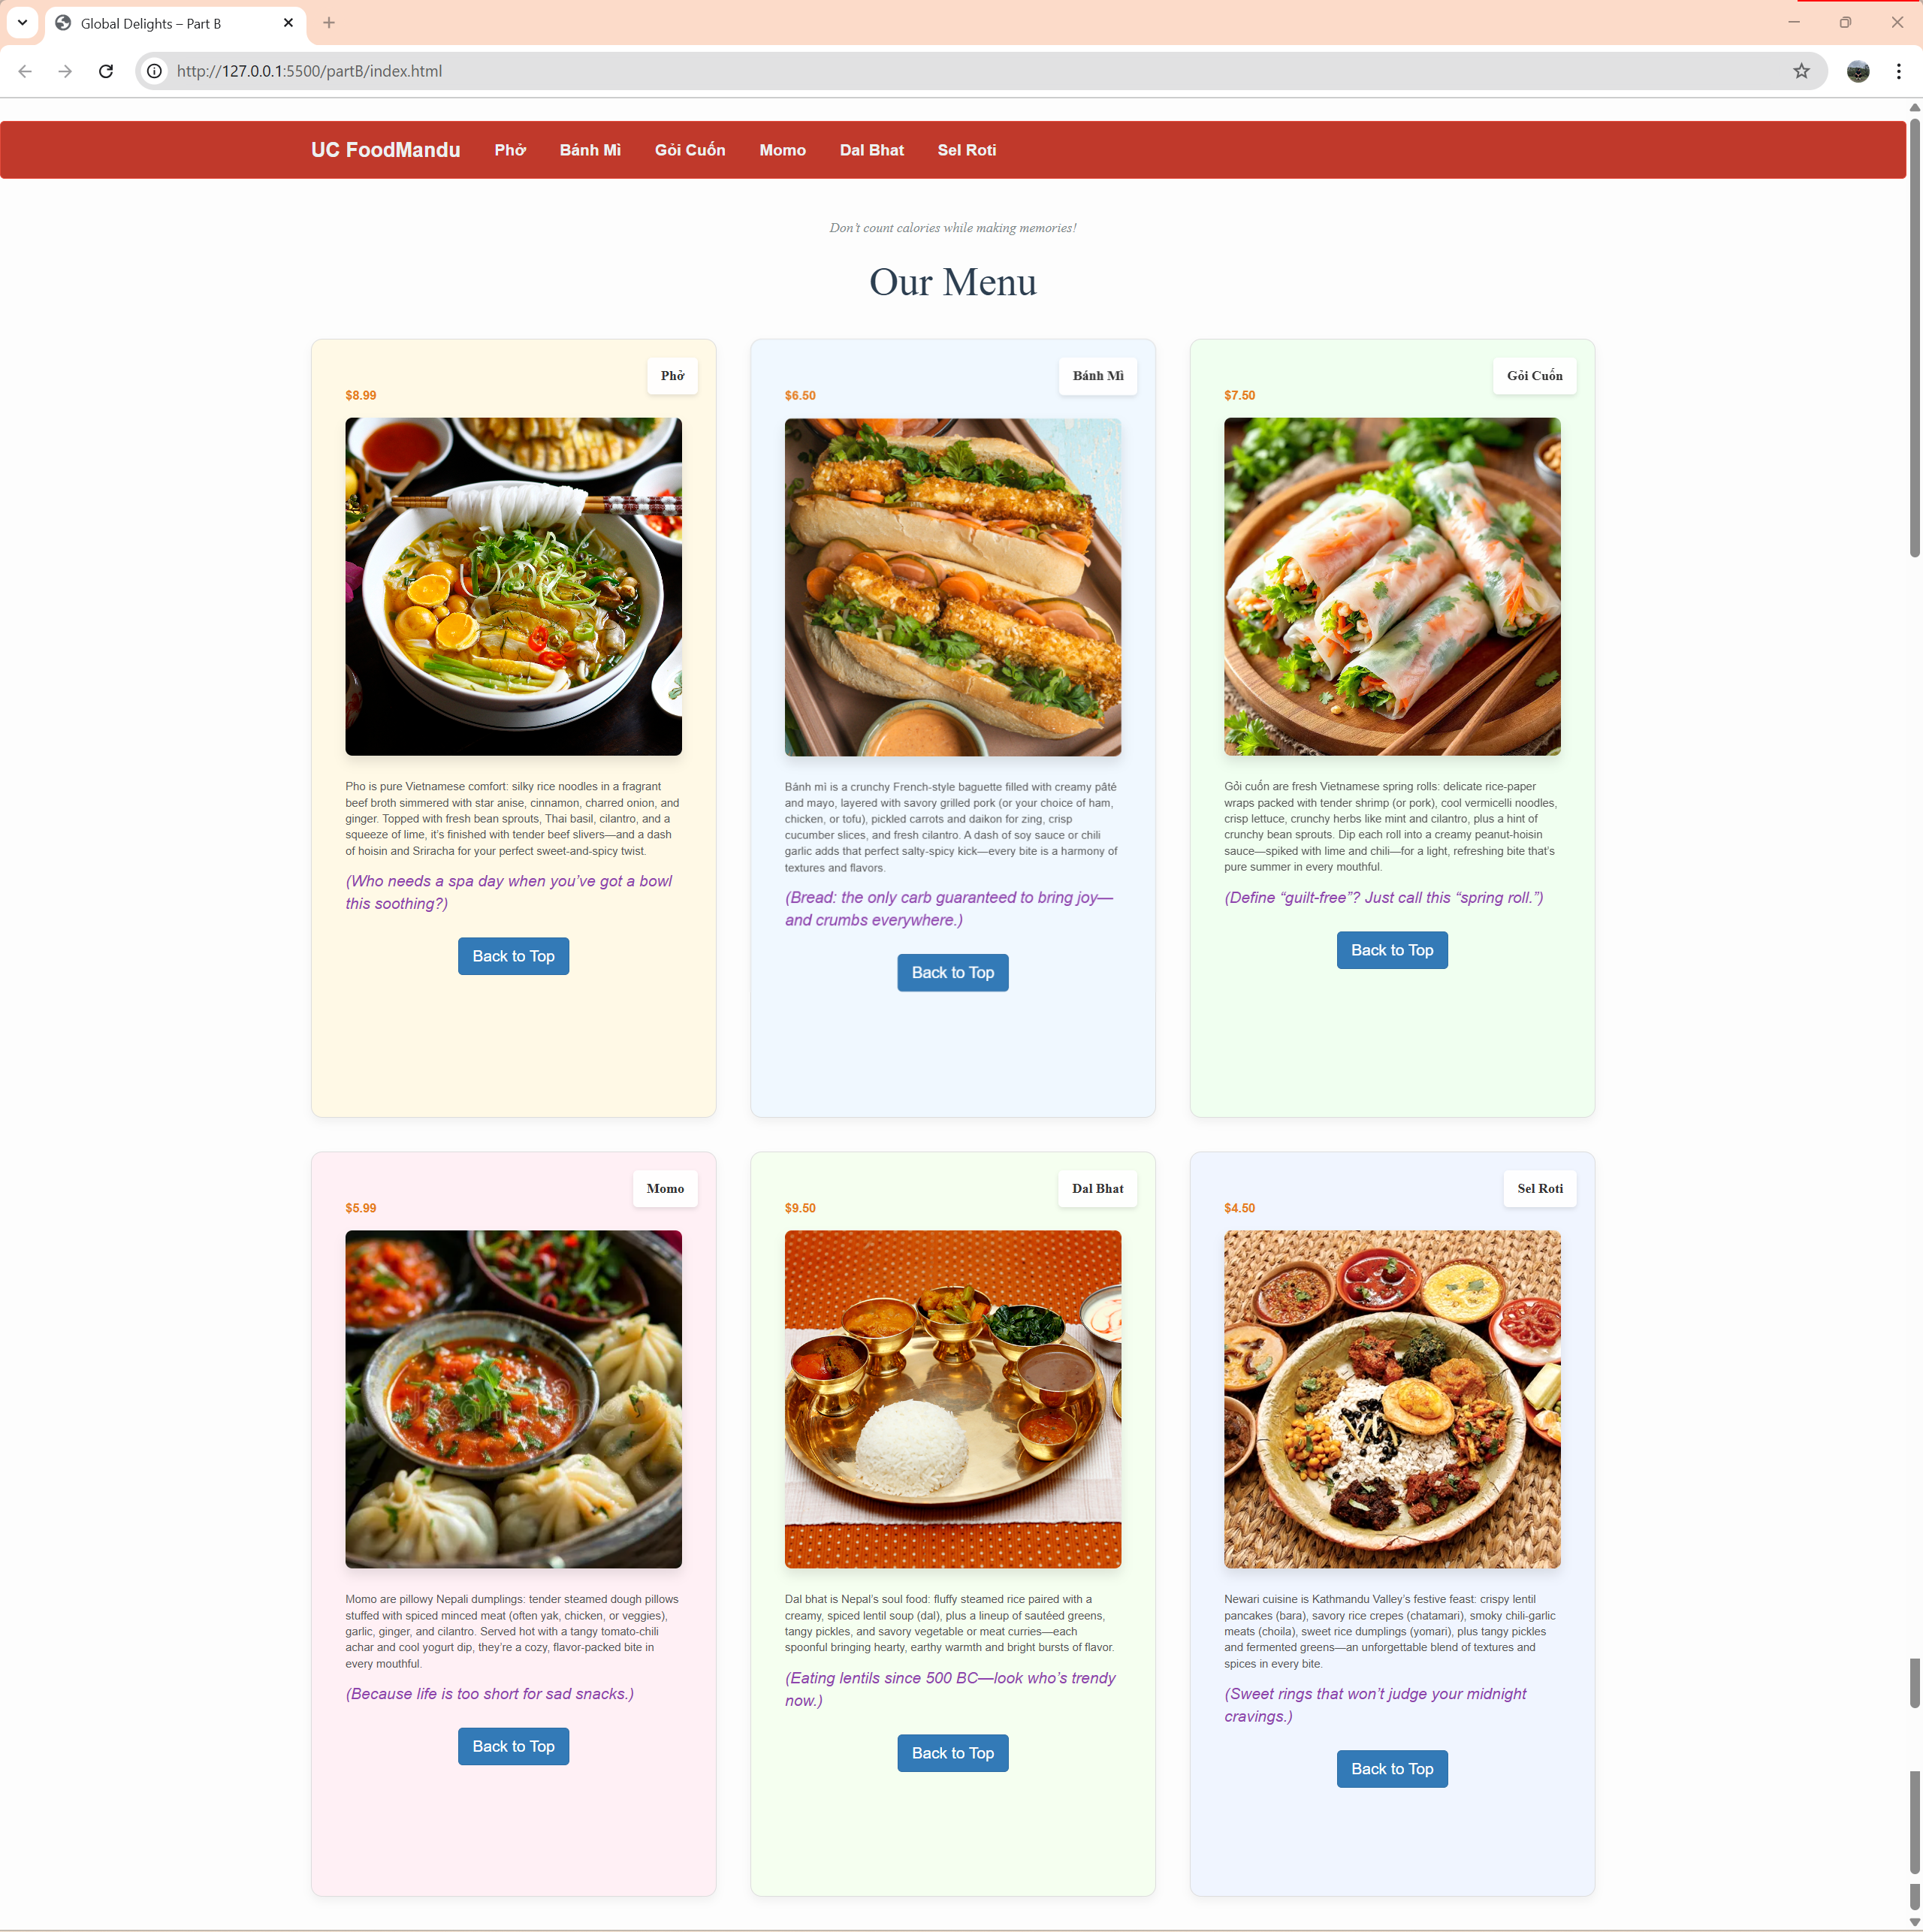 Global Delights – Part B
http://127.0.0.1:5500/partB/index.html
UC FoodMandu Phở Bánh Mì Gỏi Cuốn Momo Dal Bhat Sel Roti
Don’t count calories while making memories!
Our Menu
Phở
$8.99
Pho is pure Vietnamese comfort: silky rice noodles in a fragrant
beef broth simmered with star anise, cinnamon, charred onion, and
ginger. Topped with fresh bean sprouts, Thai basil, cilantro, and a
squeeze of lime, it’s finished with tender beef slivers—and a dash
of hoisin and Sriracha for your perfect sweet-and-spicy twist.
(Who needs a spa day when you’ve got a bowl
this soothing?)
Back to Top
Bánh Mì
$6.50
Bánh mì is a crunchy French-style baguette filled with creamy pâté
and mayo, layered with savory grilled pork (or your choice of ham,
chicken, or tofu), pickled carrots and daikon for zing, crisp
cucumber slices, and fresh cilantro. A dash of soy sauce or chili
garlic adds that perfect salty-spicy kick—every bite is a harmony of
textures and flavors.
(Bread: the only carb guaranteed to bring joy—
and crumbs everywhere.)
Back to Top
Gỏi Cuốn
$7.50
Gỏi cuốn are fresh Vietnamese spring rolls: delicate rice-paper
wraps packed with tender shrimp (or pork), cool vermicelli noodles,
crisp lettuce, crunchy herbs like mint and cilantro, plus a hint of
crunchy bean sprouts. Dip each roll into a creamy peanut-hoisin
sauce—spiked with lime and chili—for a light, refreshing bite that’s
pure summer in every mouthful.
(Define “guilt-free”? Just call this “spring roll.”)
Back to Top
Momo
$5.99
Momo are pillowy Nepali dumplings: tender steamed dough pillows
stuffed with spiced minced meat (often yak, chicken, or veggies),
garlic, ginger, and cilantro. Served hot with a tangy tomato-chili
achar and cool yogurt dip, they’re a cozy, flavor-packed bite in
every mouthful.
(Because life is too short for sad snacks.)
Back to Top
Dal Bhat
$9.50
Dal bhat is Nepal’s soul food: fluffy steamed rice paired with a
creamy, spiced lentil soup (dal), plus a lineup of sautéed greens,
tangy pickles, and savory vegetable or meat curries—each
spoonful bringing hearty, earthy warmth and bright bursts of flavor.
(Eating lentils since 500 BC—look who’s trendy
now.)
Back to Top
Sel Roti
$4.50
Newari cuisine is Kathmandu Valley’s festive feast: crispy lentil
pancakes (bara), savory rice crepes (chatamari), smoky chili-garlic
meats (choila), sweet rice dumplings (yomari), plus tangy pickles
and fermented greens—an unforgettable blend of textures and
spices in every bite.
(Sweet rings that won’t judge your midnight
cravings.)
Back to Top